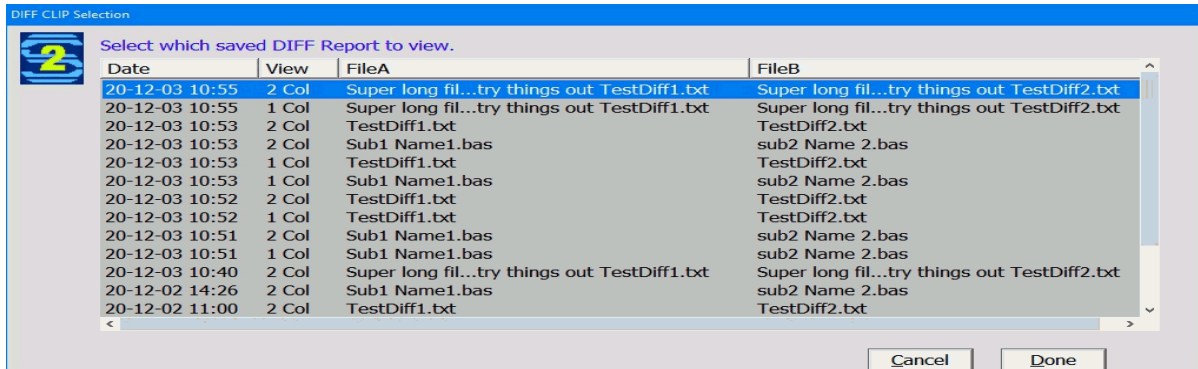 DIFF CLIP Selection
2
Select which saved DIFF Report to view.
Date View FileA FileB
20-12-03 10:55 2 Col Super long fil...try things out TestDiff1.txt Super long fil...try things out TestDiff2.txt
20-12-03 10:55 1 Col Super long fil...try things out TestDiff1.txt Super long fil...try things out TestDiff2.txt
20-12-03 10:53 2 Col TestDiff1.txt TestDiff2.txt
20-12-03 10:53 2 Col Sub1 Name1.bas sub2 Name 2.bas
20-12-03 10:53 1 Col TestDiff1.txt TestDiff2.txt
20-12-03 10:53 1 Col Sub1 Name1.bas sub2 Name 2.bas
20-12-03 10:52 2 Col TestDiff1.txt TestDiff2.txt
20-12-03 10:52 1 Col TestDiff1.txt TestDiff2.txt
20-12-03 10:51 2 Col Sub1 Name1.bas sub2 Name 2.bas
20-12-03 10:51 1 Col Sub1 Name1.bas sub2 Name 2.bas
20-12-03 10:40 2 Col Super long fil...try things out TestDiff1.txt Super long fil...try things out TestDiff2.txt
20-12-02 14:26 2 Col Sub1 Name1.bas sub2 Name 2.bas
20-12-02 11:00 2 Col TestDiff1.txt TestDiff2.txt
Cancel Done